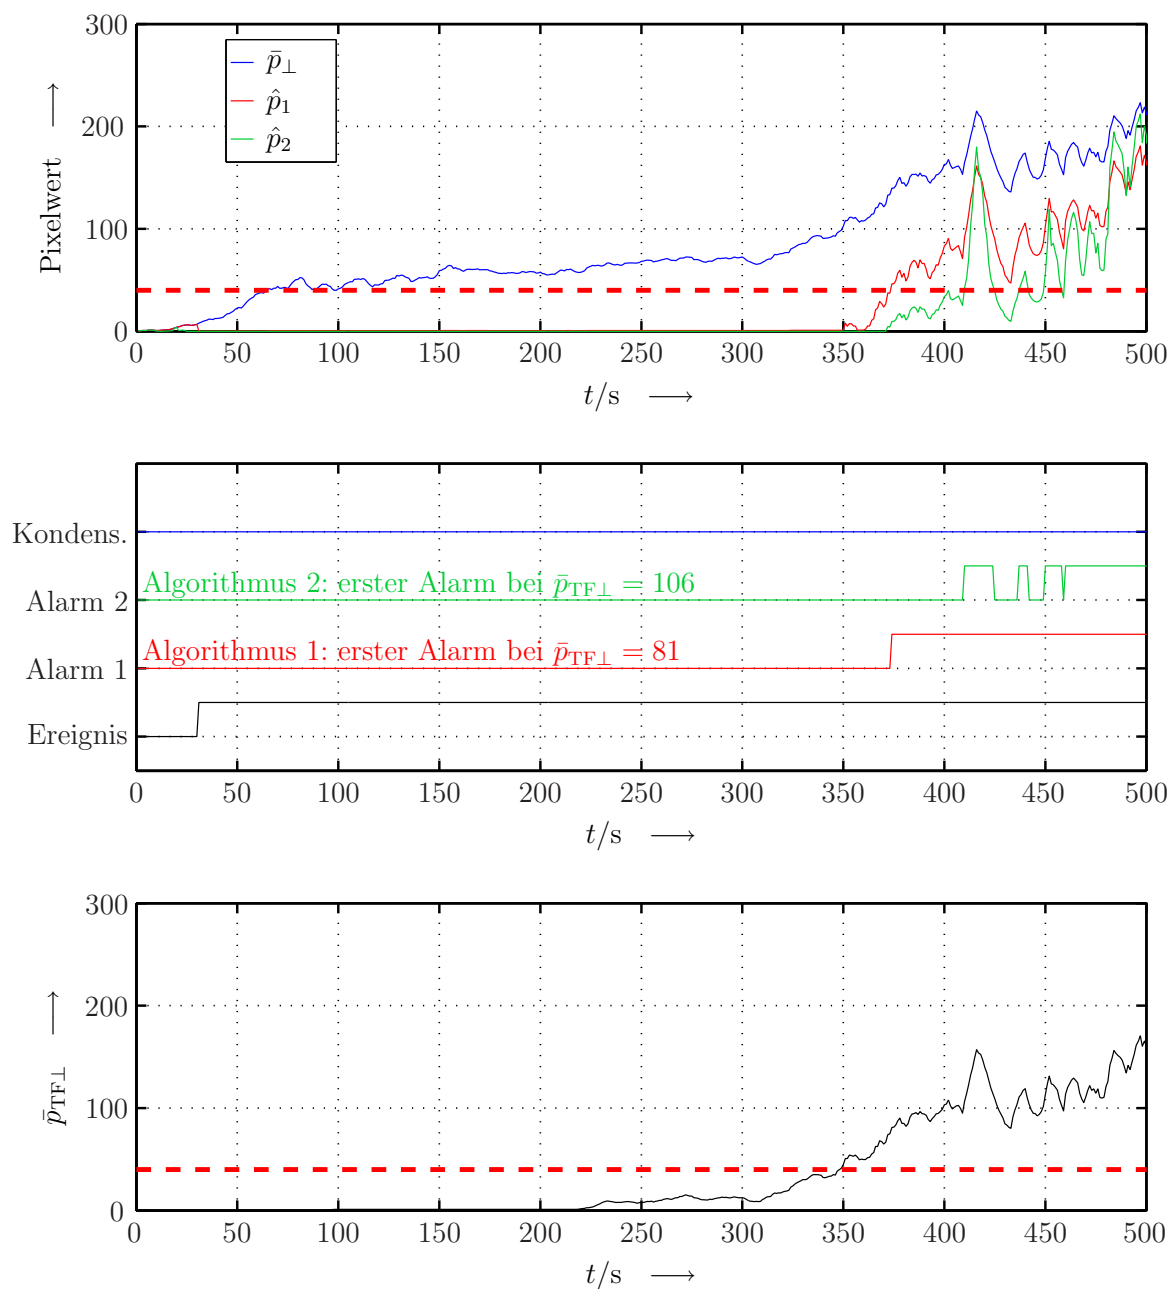 300
200
100
0
Pixelwert ⟶
p̄⊥
p̂1
p̂2
0 50 100 150 200 250 300 350 400 450 500
t/s ⟶
Kondens.
Algorithmus 2: erster Alarm bei p̄TF⊥ = 106
Alarm 2
Algorithmus 1: erster Alarm bei p̄TF⊥ = 81
Alarm 1
Ereignis
0 50 100 150 200 250 300 350 400 450 500
t/s ⟶
300
200
100
0
p̄TF⊥ ⟶
0 50 100 150 200 250 300 350 400 450 500
t/s ⟶